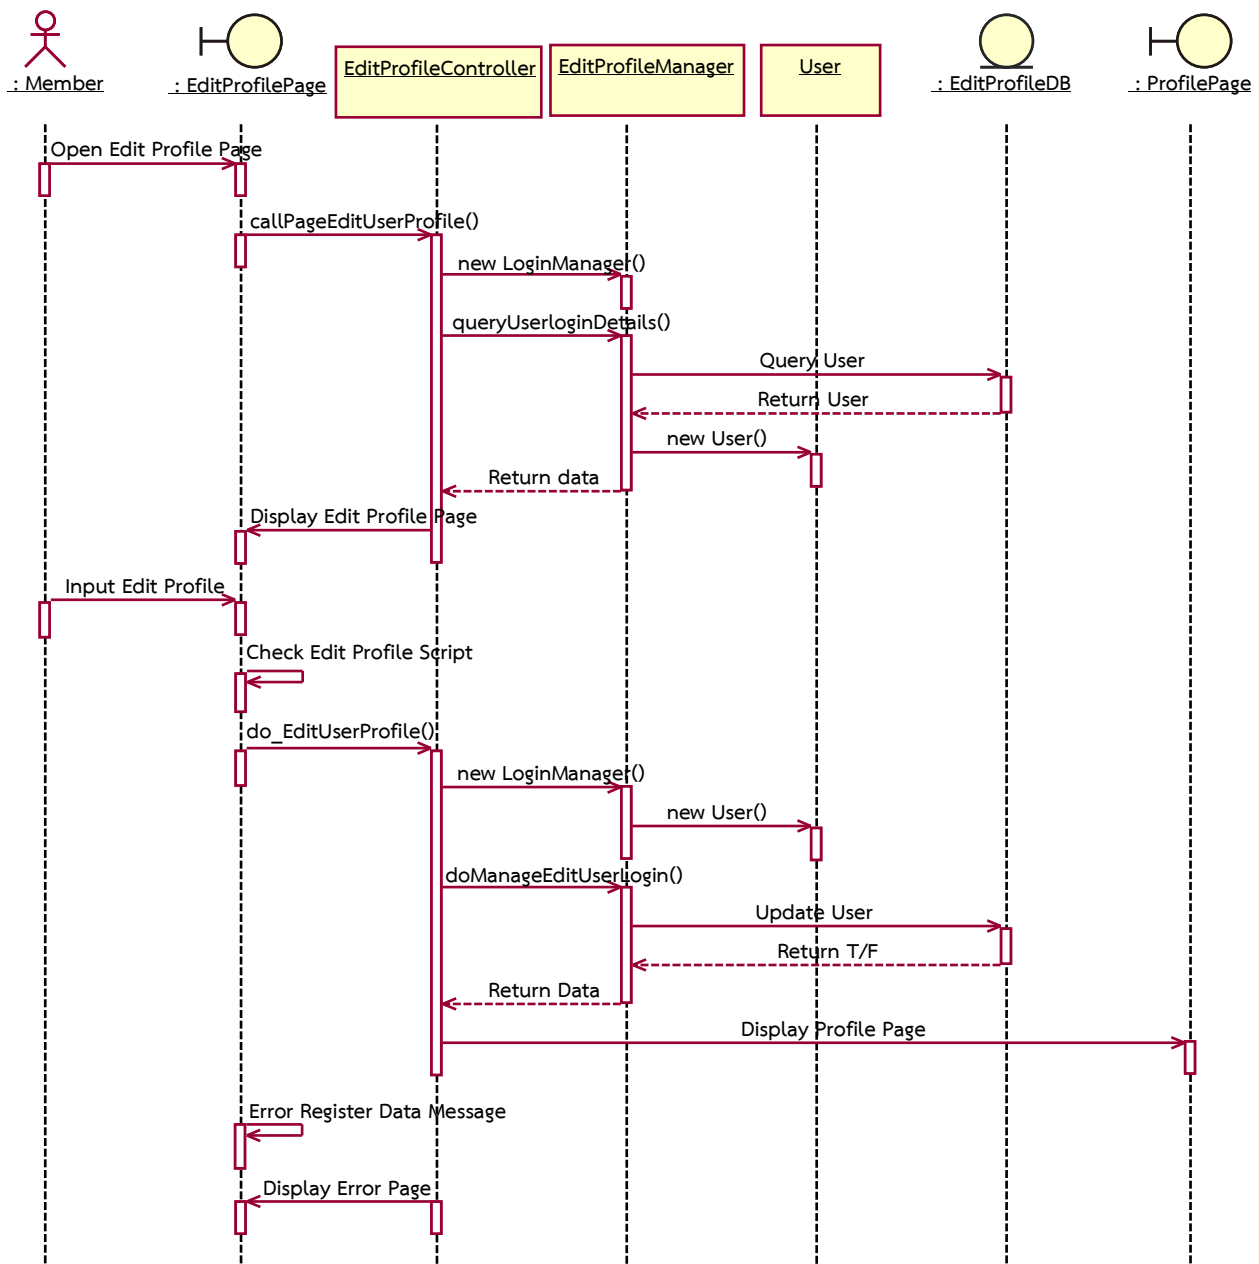 : Member
: EditProfilePage
EditProfileController
EditProfileManager
User
: EditProfileDB
: ProfilePage
Open Edit Profile Page
callPageEditUserProfile()
new LoginManager()
queryUserloginDetails()
Query User
Return User
new User()
Return data
Display Edit Profile Page
Input Edit Profile
Check Edit Profile Script
do_EditUserProfile()
new LoginManager()
new User()
doManageEditUserLogin()
Update User
Return T/F
Return Data
Display Profile Page
Error Register Data Message
Display Error Page